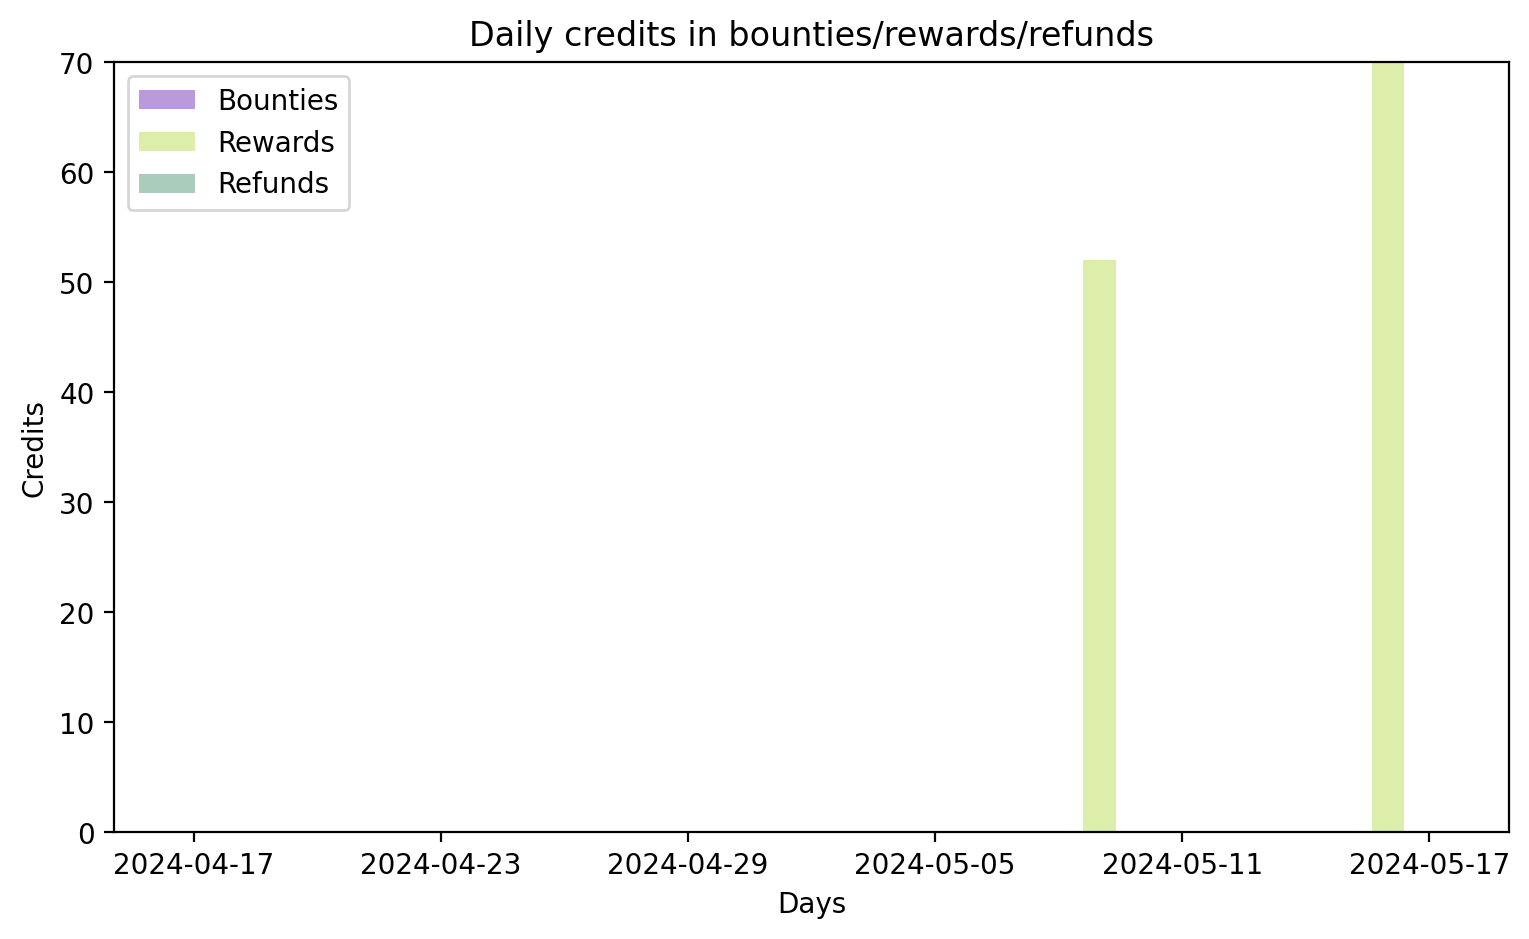 Daily credits in bounties/rewards/refunds
70
60
50
40
30
20
10
0
Bounties
Rewards
Refunds
Credits
2024-04-17 2024-04-23 2024-04-29 2024-05-05 2024-05-11 2024-05-17
Days